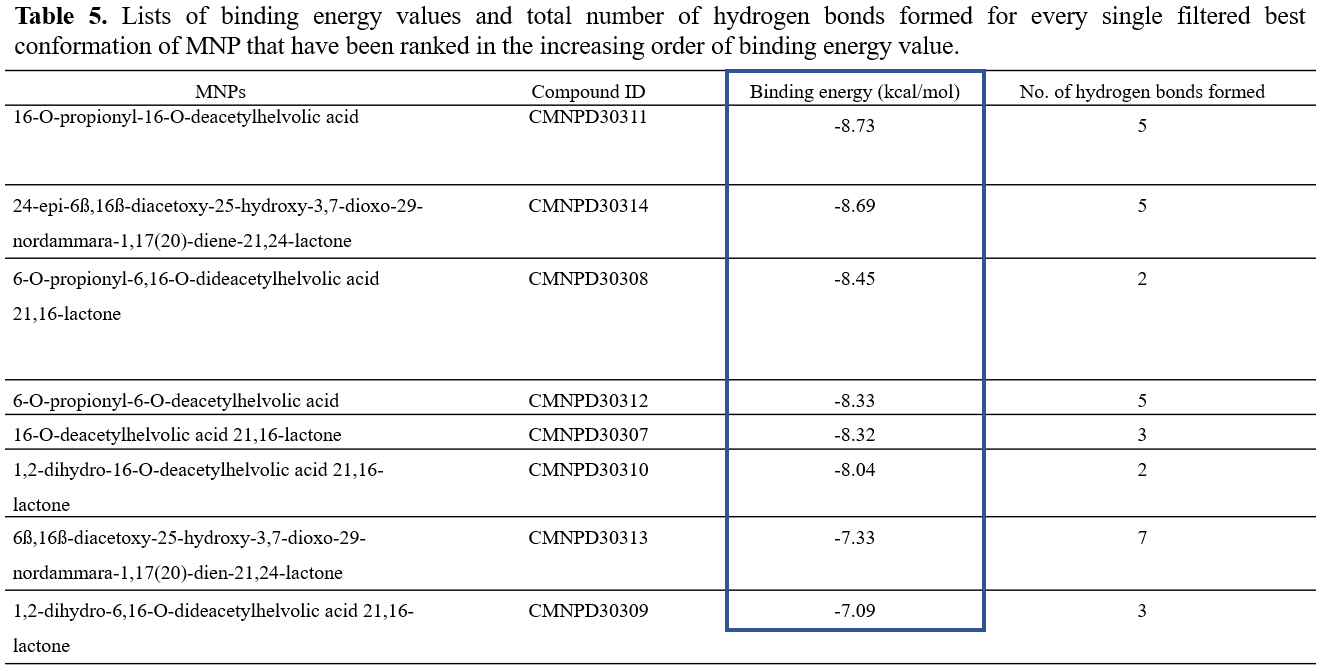 Table 5. Lists of binding energy values and total number of hydrogen bonds formed for every single filtered best
conformation of MNP that have been ranked in the increasing order of binding energy value.
MNPs Compound ID Binding energy (kcal/mol) No. of hydrogen bonds formed
16-O-propionyl-16-O-deacetylhelvolic acid CMNPD30311 -8.73 5
24-epi-6ß,16ß-diacetoxy-25-hydroxy-3,7-dioxo-29- CMNPD30314 -8.69 5
nordammara-1,17(20)-diene-21,24-lactone
6-O-propionyl-6,16-O-dideacetylhelvolic acid CMNPD30308 -8.45 2
21,16-lactone
6-O-propionyl-6-O-deacetylhelvolic acid CMNPD30312 -8.33 5
16-O-deacetylhelvolic acid 21,16-lactone CMNPD30307 -8.32 3
1,2-dihydro-16-O-deacetylhelvolic acid 21,16- CMNPD30310 -8.04 2
lactone
6ß,16ß-diacetoxy-25-hydroxy-3,7-dioxo-29- CMNPD30313 -7.33 7
nordammara-1,17(20)-dien-21,24-lactone
1,2-dihydro-6,16-O-dideacetylhelvolic acid 21,16- CMNPD30309 -7.09 3
lactone